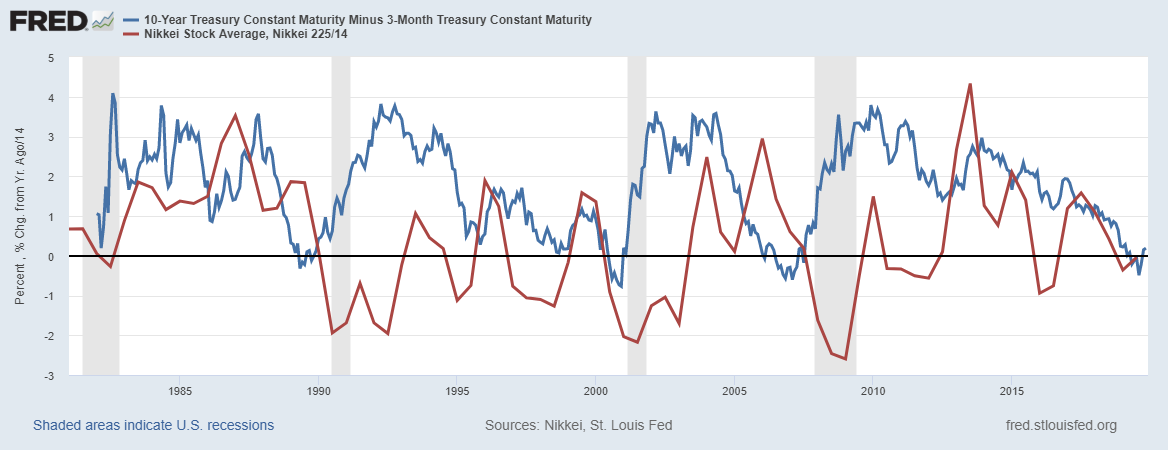 FRED
10-Year Treasury Constant Maturity Minus 3-Month Treasury Constant Maturity
Nikkei Stock Average, Nikkei 225/14
Percent , % Chg. from Yr. Ago/14
5
4
3
2
1
0
-1
-2
-3
1985 1990 1995 2000 2005 2010 2015
Shaded areas indicate U.S. recessions Sources: Nikkei, St. Louis Fed fred.stlouisfed.org